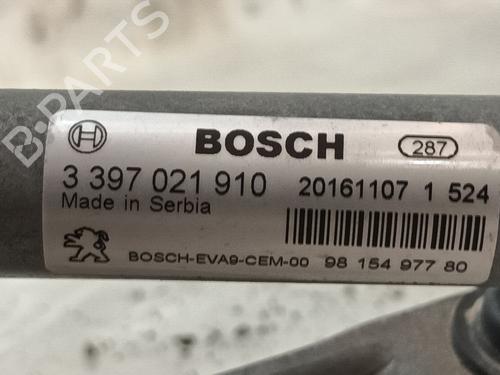 B-PARTS
BOSCH
287
3 397 021 910
20161107 1 524
Made in Serbia
BOSCH-EVA9-CEM-00 98 154 977 80